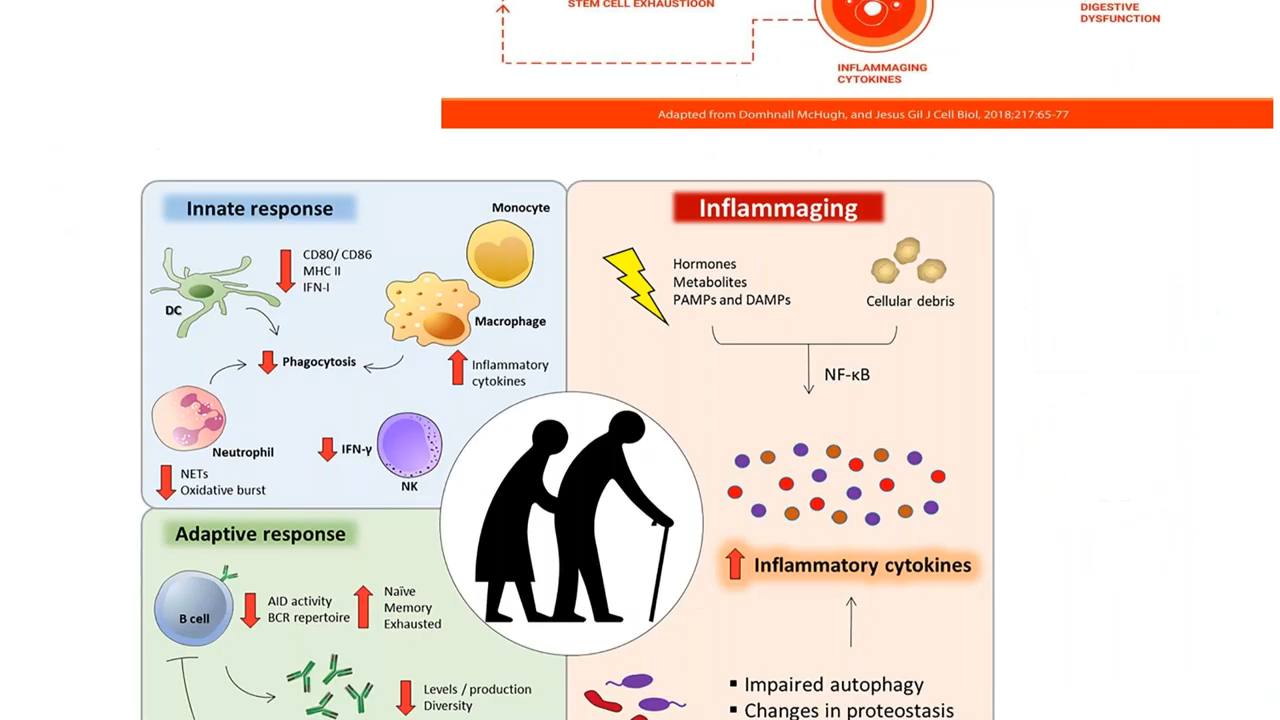 STEM CELL EXHAUSTIOON
DIGESTIVE
DYSFUNCTION
INFLAMMAGING
CYTOKINES
Adapted from Domhnall McHugh, and Jesus Gil J Cell Biol, 2018;217:65-77
Innate response
Monocyte
CD80/ CD86
MHC II
IFN-I
DC
Macrophage
Phagocytosis
Inflammatory
cytokines
Neutrophil
IFN-γ
NK
NETs
Oxidative burst
Inflammaging
Hormones
Metabolites
PAMPs and DAMPs
Cellular debris
NF-κB
Inflammatory cytokines
Impaired autophagy
Changes in proteostasis
Adaptive response
B cell
AID activity
BCR repertoire
Naïve
Memory
Exhausted
Levels / production
Diversity